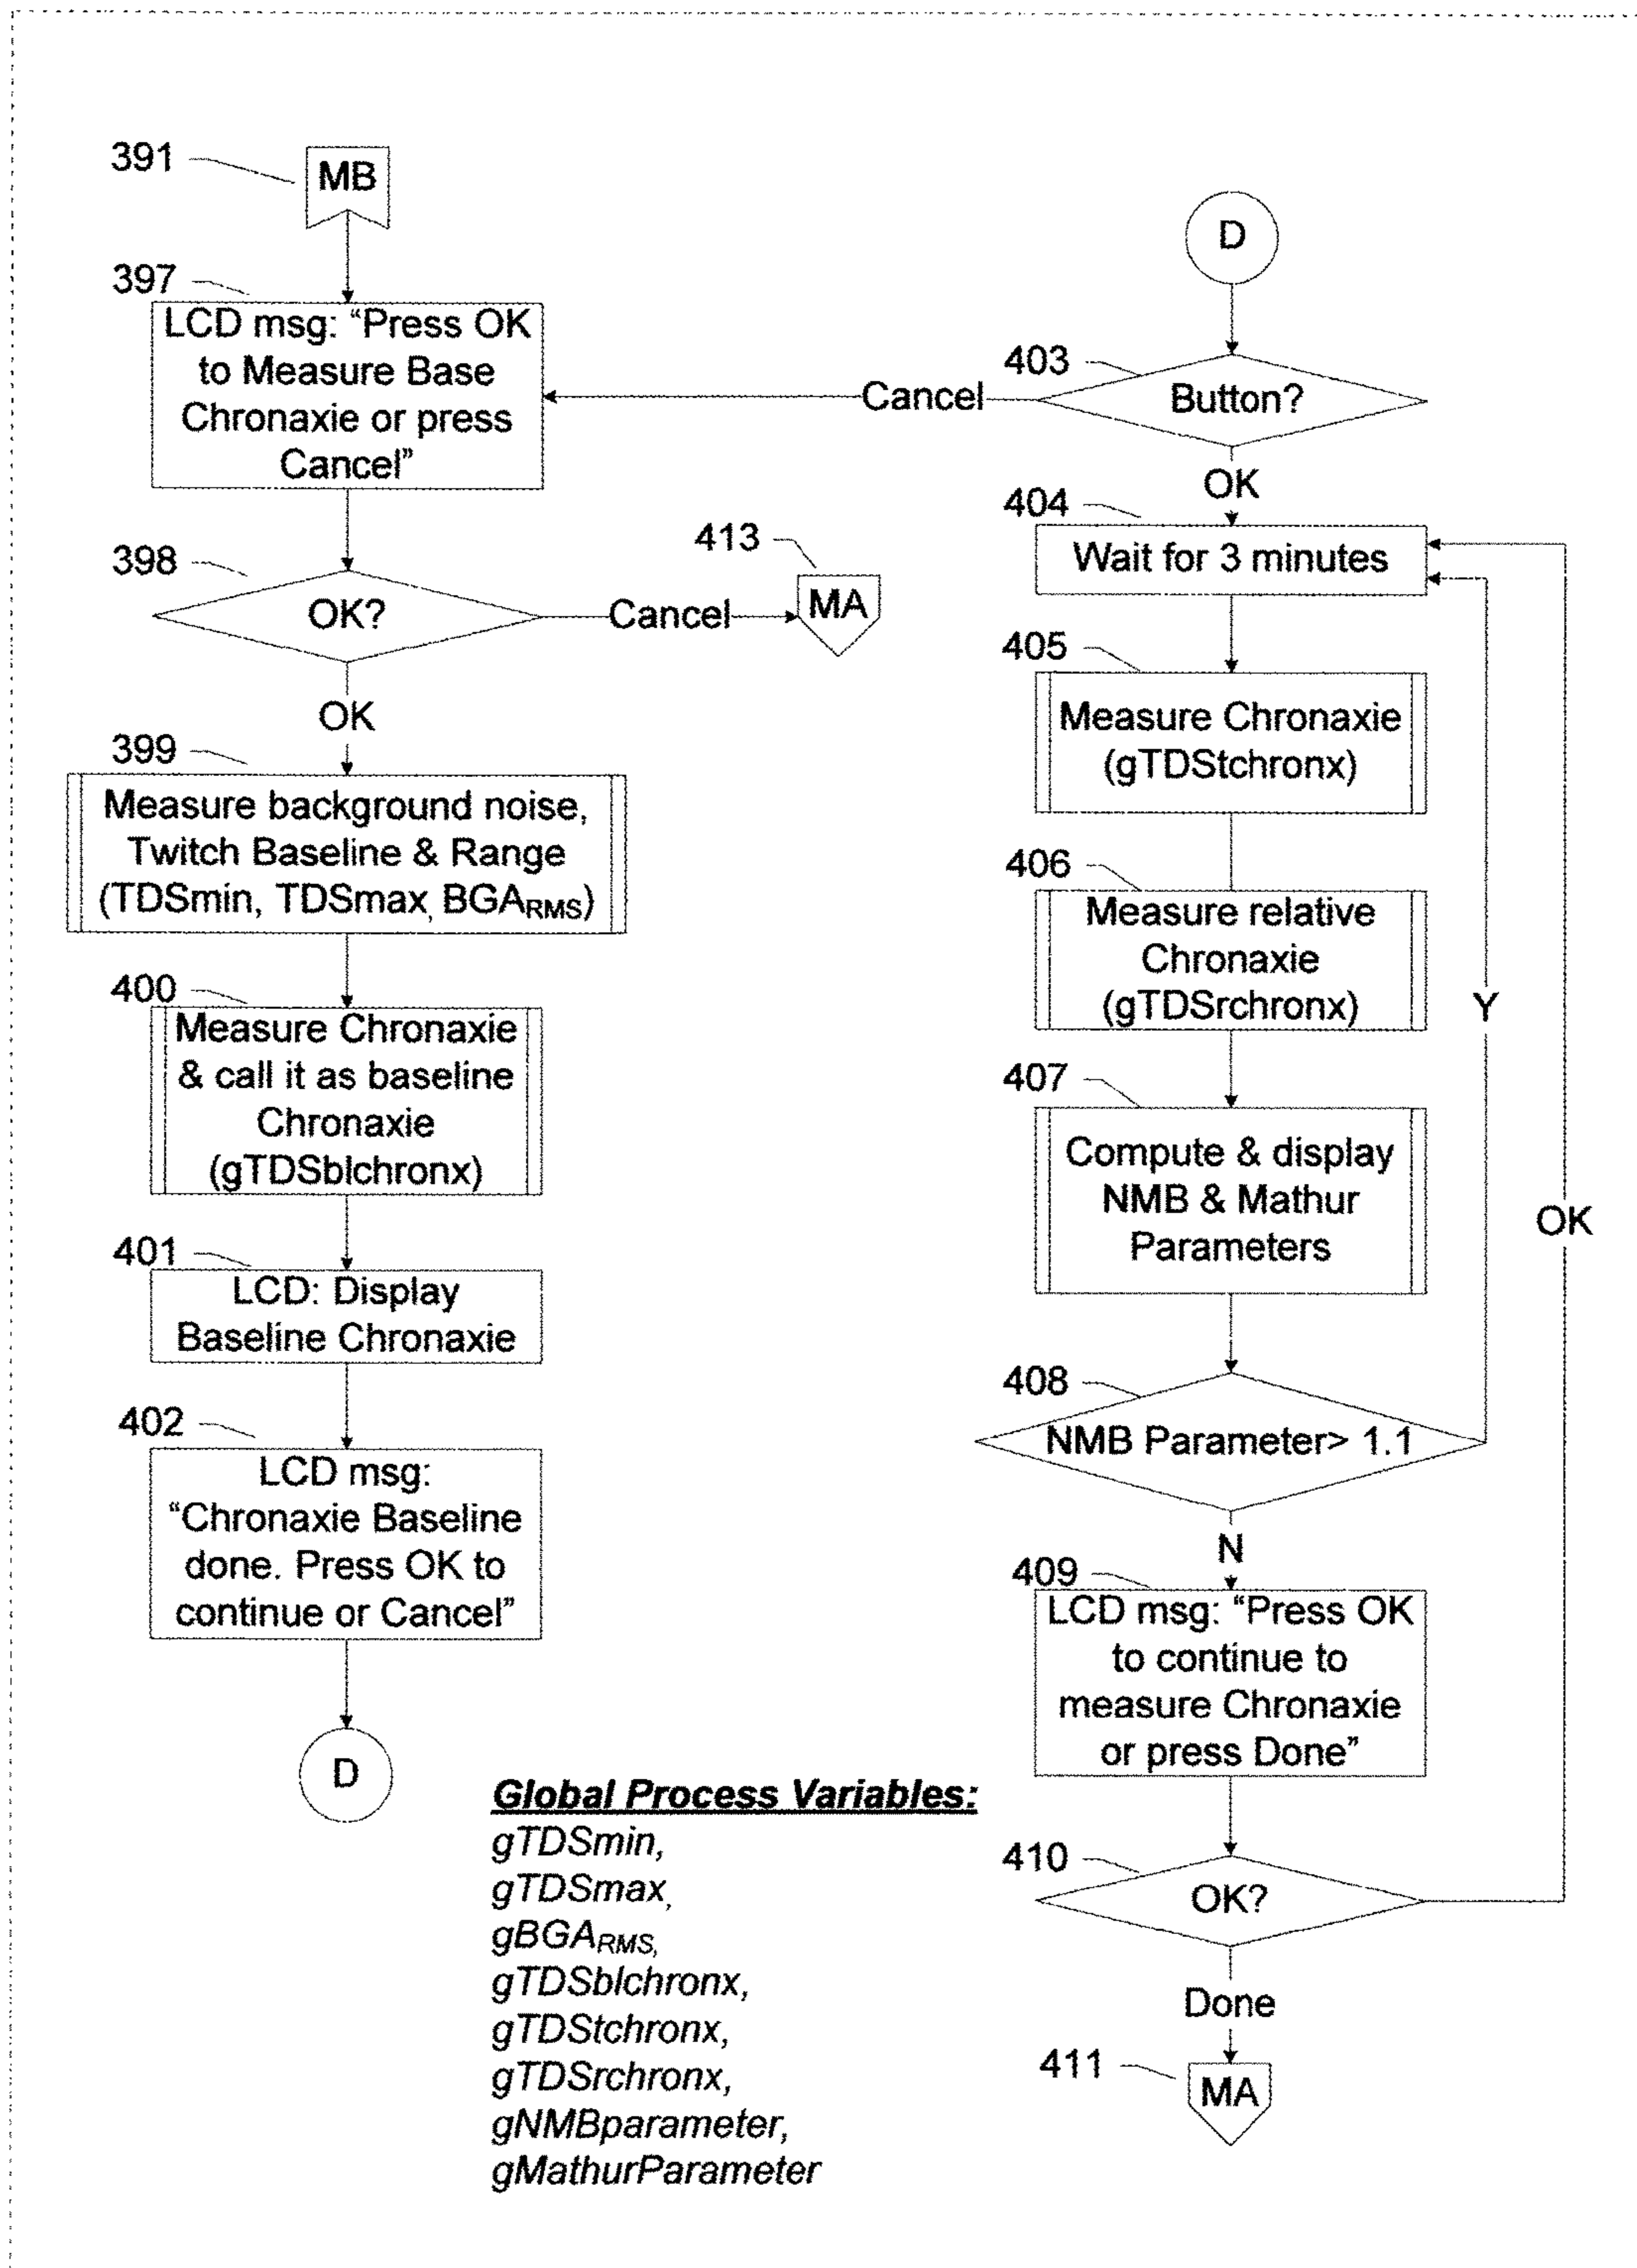 391
MB
397
LCD msg: “Press OK
to Measure Base
Chronaxie or press
Cancel”
398
OK?
Cancel
413
MA
OK
399
Measure background noise,
Twitch Baseline & Range
(TDSmin, TDSmax, BGARMS)
400
Measure Chronaxie
& call it as baseline
Chronaxie
(gTDSblchronx)
401
LCD: Display
Baseline Chronaxie
402
LCD msg:
“Chronaxie Baseline
done. Press OK to
continue or Cancel”
D
Global Process Variables:
gTDSmin,
gTDSmax,
gBGARMS,
gTDSblchronx,
gTDStchronx,
gTDSrchronx,
gNMBparameter,
gMathurParameter
D
403
Button?
Cancel
OK
404
Wait for 3 minutes
405
Measure Chronaxie
(gTDStchronx)
406
Measure relative
Chronaxie
(gTDSrchronx)
Y
407
Compute & display
NMB & Mathur
Parameters
OK
408
NMB Parameter> 1.1
N
409
LCD msg: “Press OK
to continue to
measure Chronaxie
or press Done”
410
OK?
Done
411
MA